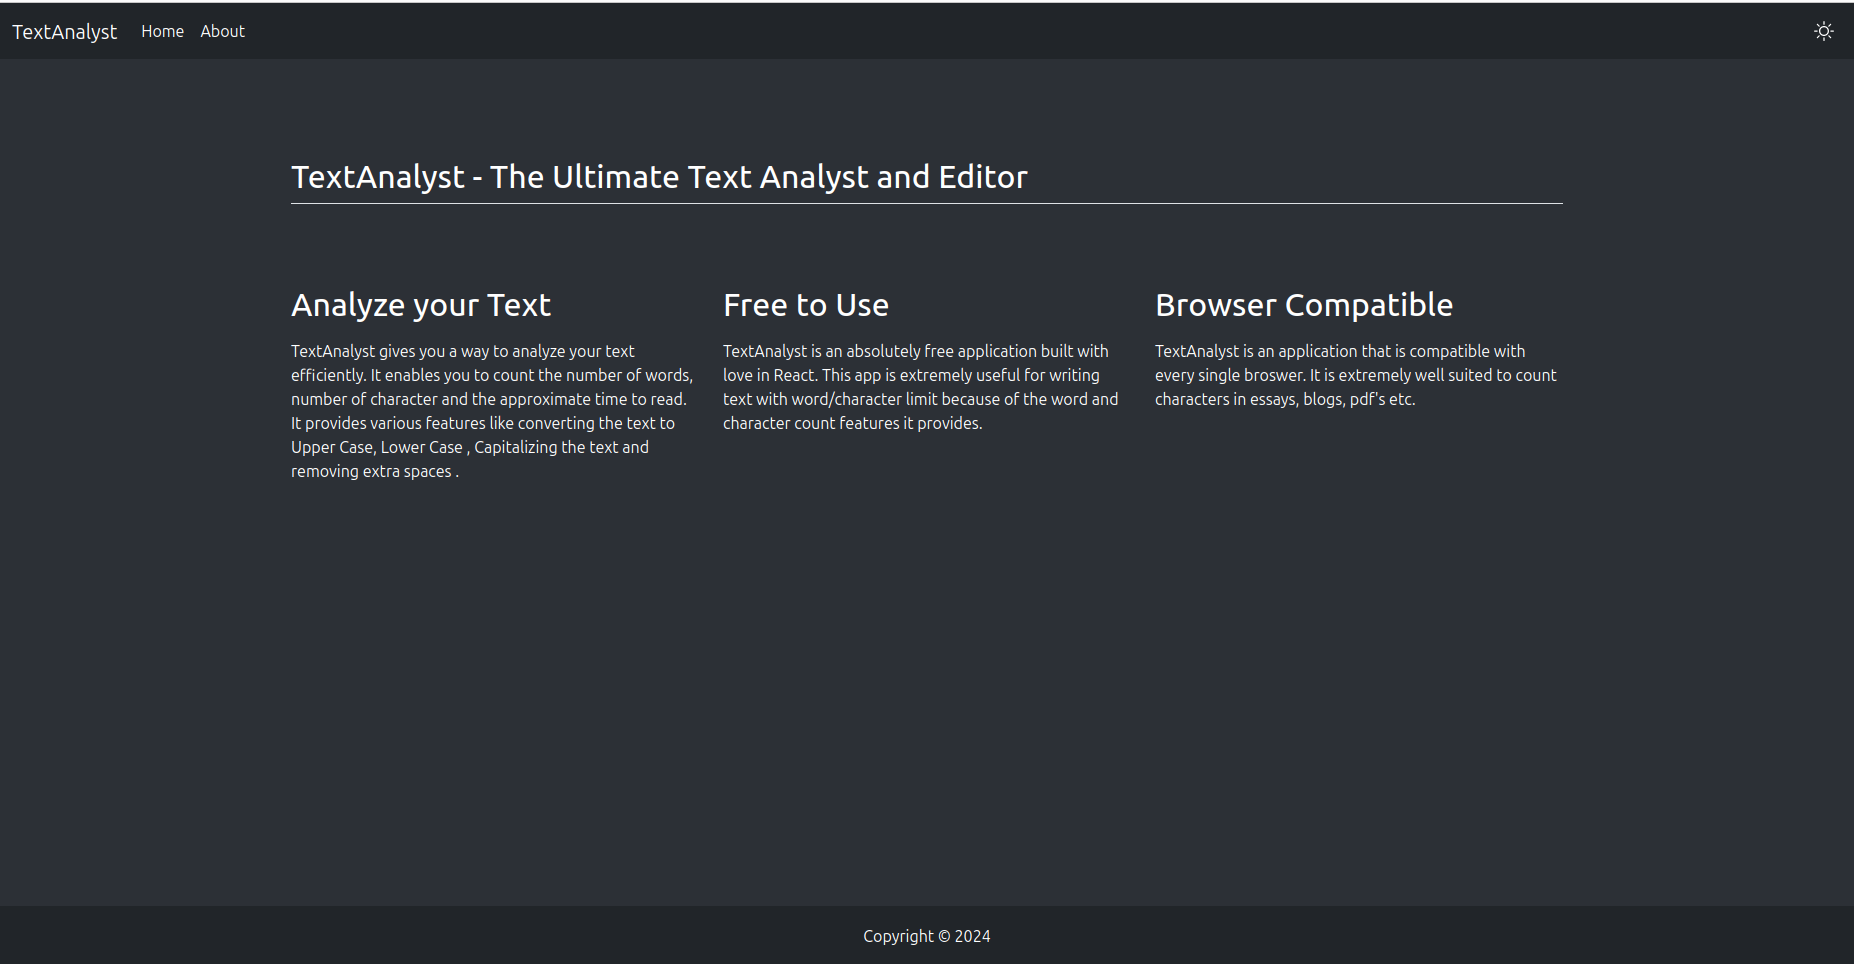 TextAnalyst Home About
TextAnalyst - The Ultimate Text Analyst and Editor
Analyze your Text
TextAnalyst gives you a way to analyze your text
efficiently. It enables you to count the number of words,
number of character and the approximate time to read.
It provides various features like converting the text to
Upper Case, Lower Case , Capitalizing the text and
removing extra spaces .
Free to Use
TextAnalyst is an absolutely free application built with
love in React. This app is extremely useful for writing
text with word/character limit because of the word and
character count features it provides.
Browser Compatible
TextAnalyst is an application that is compatible with
every single broswer. It is extremely well suited to count
characters in essays, blogs, pdf's etc.
Copyright © 2024